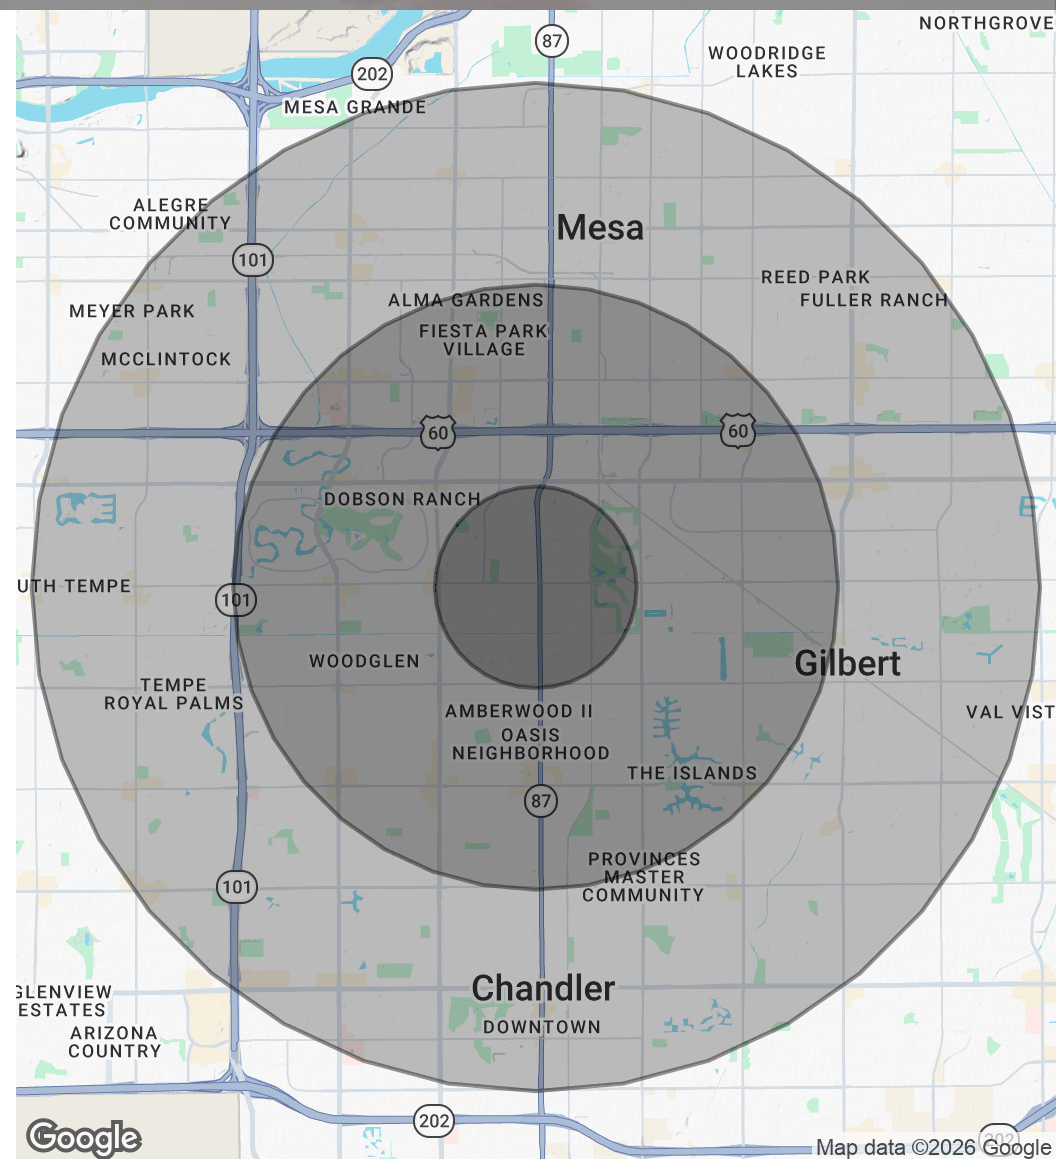 NORTHGROVE
87
WOODRIDGE
LAKES
202
MESA GRANDE
ALEGRE
COMMUNITY
Mesa
101
REED PARK
ALMA GARDENS
FULLER RANCH
MEYER PARK
FIESTA PARK
VILLAGE
MCCLINTOCK
60
60
DOBSON RANCH
UTH TEMPE
101
WOODGLEN
Gilbert
TEMPE
ROYAL PALMS
AMBERWOOD II
VAL VIST
OASIS
NEIGHBORHOOD
THE ISLANDS
87
PROVINCES
MASTER
COMMUNITY
101
Chandler
GLENVIEW
ESTATES
DOWNTOWN
ARIZONA
COUNTRY
202
202
Google
Map data ©2026 Google